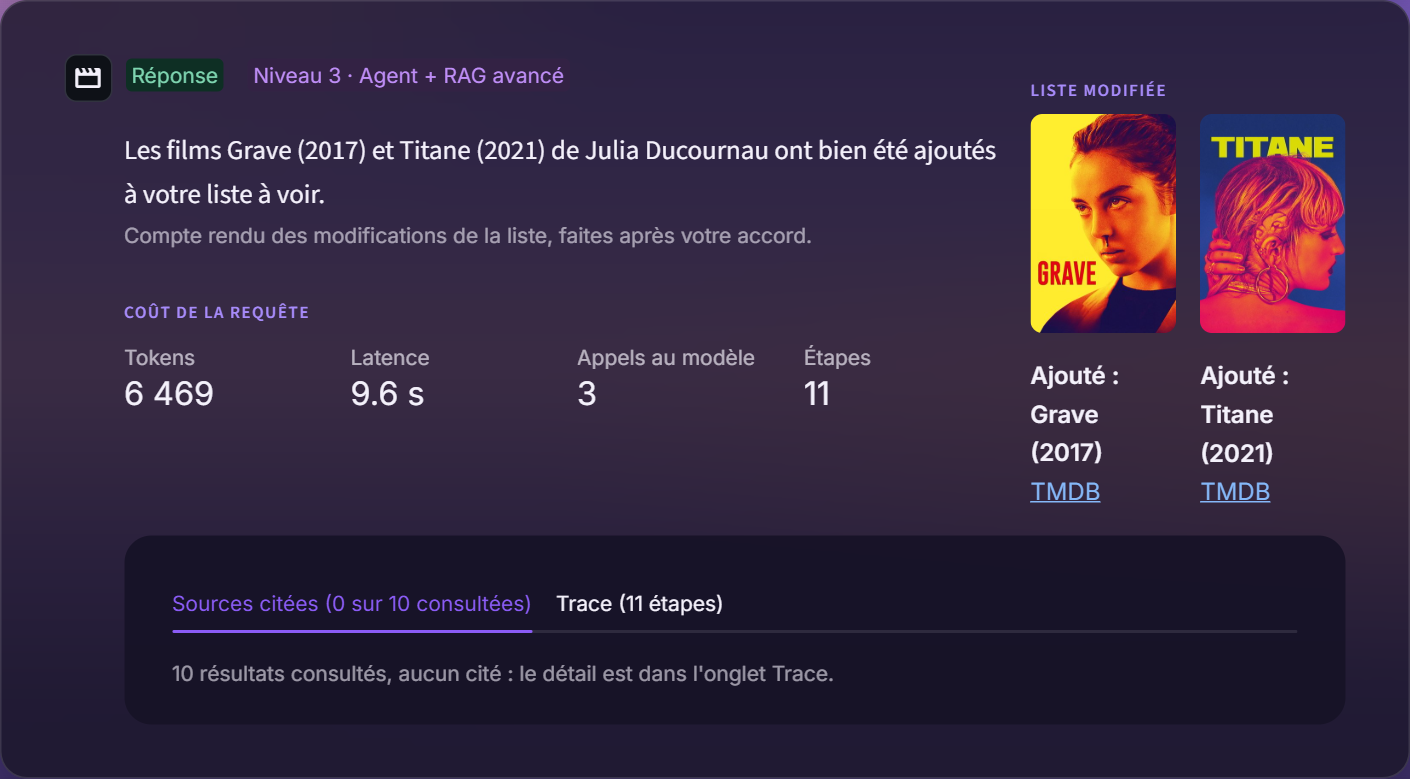 Réponse
Niveau 3 · Agent + RAG avancé
Les films Grave (2017) et Titane (2021) de Julia Ducournau ont bien été ajoutés
à votre liste à voir.
Compte rendu des modifications de la liste, faites après votre accord.
COÛT DE LA REQUÊTE
Tokens
6 469
Latence
9.6 s
Appels au modèle
3
Étapes
11
LISTE MODIFIÉE
GRAVE
TITANE
Ajouté :
Grave
(2017)
TMDB
Ajouté :
Titane
(2021)
TMDB
Sources citées (0 sur 10 consultées)
Trace (11 étapes)
10 résultats consultés, aucun cité : le détail est dans l'onglet Trace.